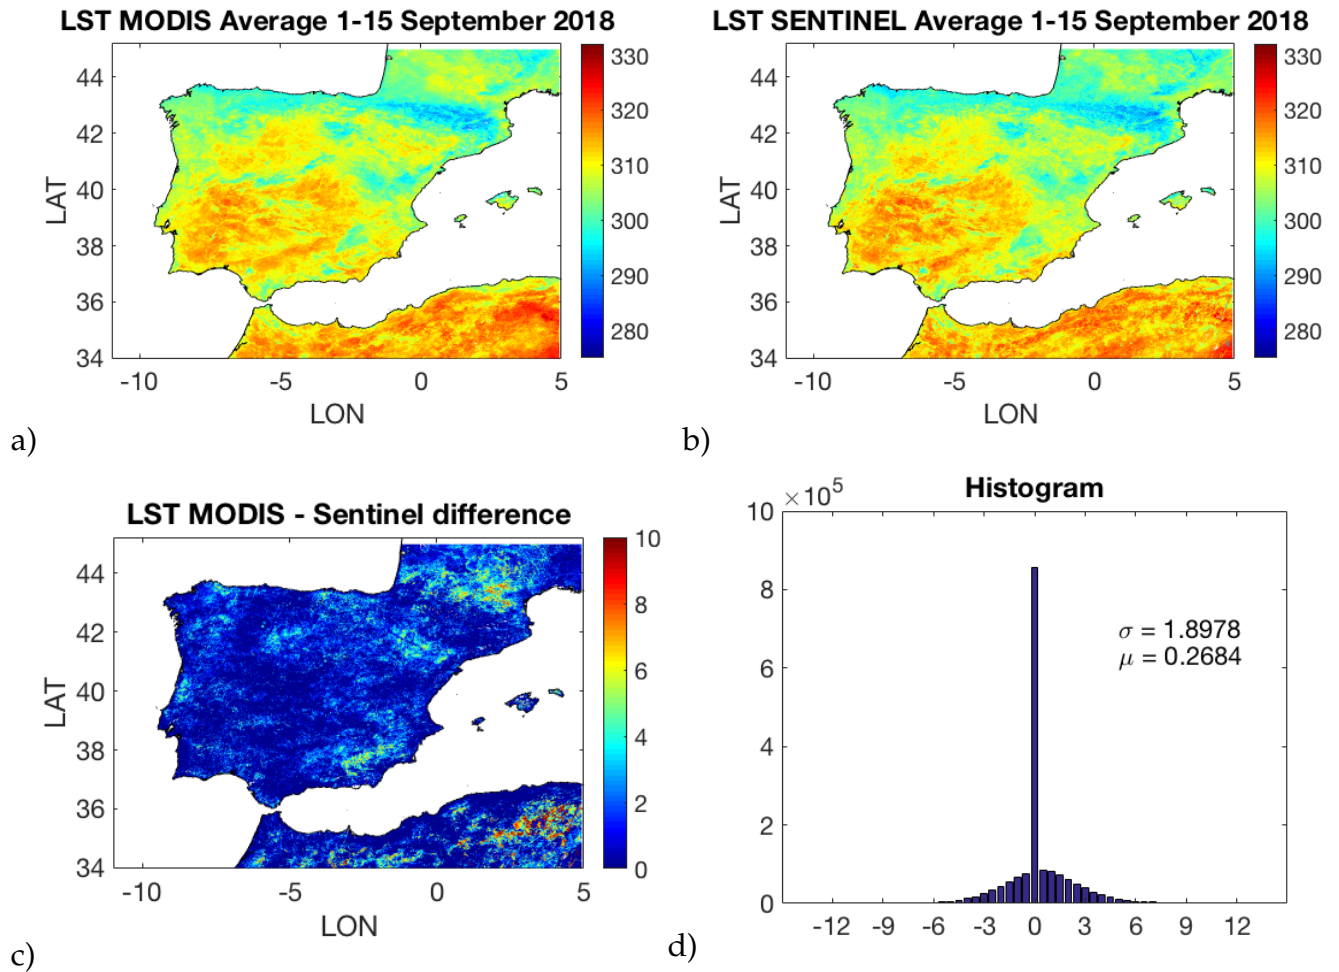 LST MODIS Average 1-15 September 2018
44
42
40
38
36
34
LAT
-10 -5 0 5
LON
330
320
310
300
290
280
a)
LST SENTINEL Average 1-15 September 2018
44
42
40
38
36
34
LAT
-10 -5 0 5
LON
330
320
310
300
290
280
b)
LST MODIS - Sentinel difference
44
42
40
38
36
34
LAT
-10 -5 0 5
LON
10
8
6
4
2
0
c)
Histogram
×10⁵
10
8
6
4
2
0
σ = 1.8978
μ = 0.2684
-12 -9 -6 -3 0 3 6 9 12
d)